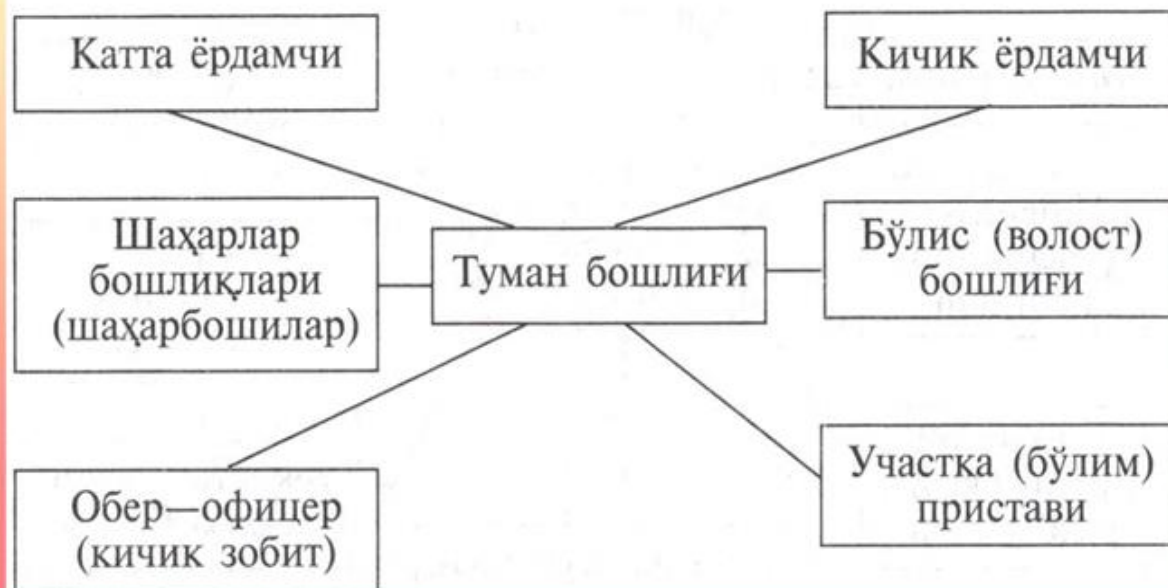 Катта ёрдамчи
Кичик ёрдамчи
Шаҳарлар
бошлиқлари
(шаҳарбошилар)
Туман бошлиғи
Бўлис (волост)
бошлиғи
Обер—офицер
(кичик зобит)
Участка (бўлим)
пристави